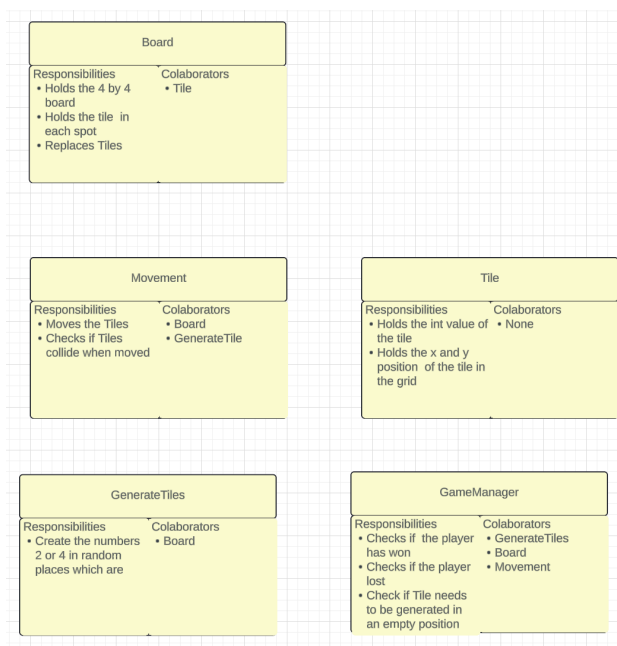 Board
Responsibilities
• Holds the 4 by 4
board
• Holds the tile in
each spot
• Replaces Tiles
Colaborators
• Tile
Movement
Responsibilities
• Moves the Tiles
• Checks if Tiles
collide when moved
Colaborators
• Board
• GenerateTile
Tile
Responsibilities
• Holds the int value of
the tile
• Holds the x and y
position of the tile in
the grid
Colaborators
• None
GenerateTiles
Responsibilities
• Create the numbers
2 or 4 in random
places which are
Colaborators
• Board
GameManager
Responsibilities
• Checks if the player
has won
• Checks if the player
lost
• Check if Tile needs
to be generated in
an empty position
Colaborators
• GenerateTiles
• Board
• Movement